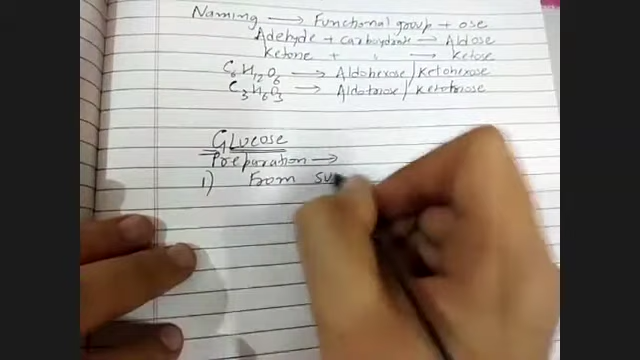 Naming → Functional group + ose
Adehyde + Carbohydrate → Aldose
Ketone + " → Ketose
C6H12O6 → Aldohexose/Ketohexose
C3H6O3 → Aldotriose/Ketotriose
Glucose
Preparation →
1) From su